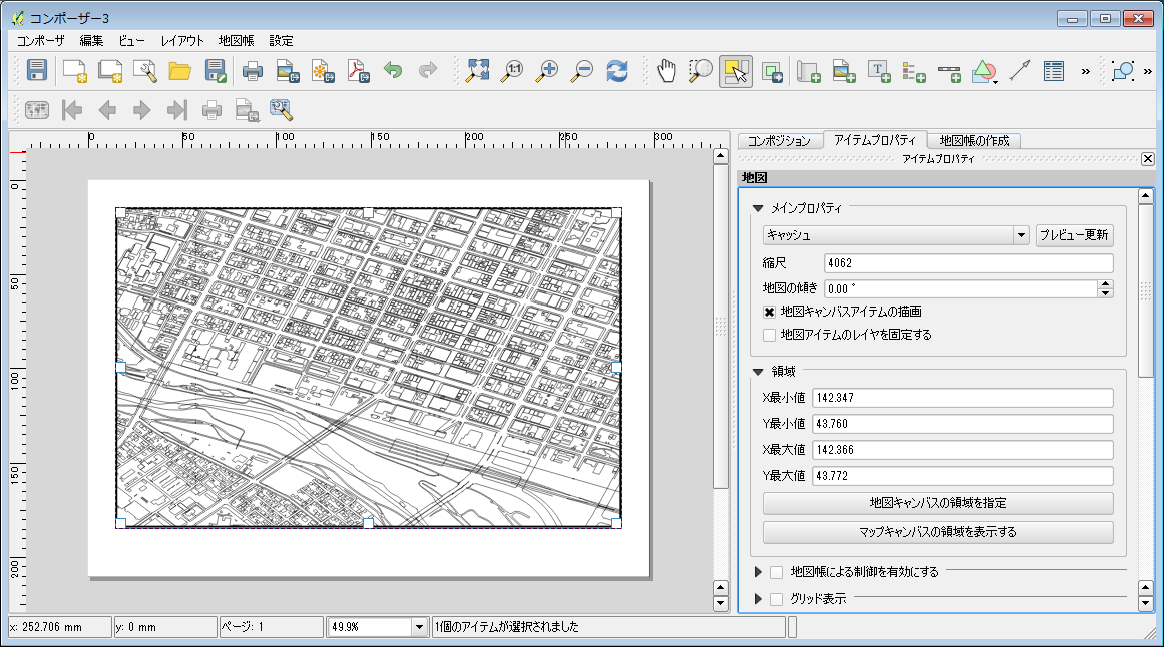 コンポーザー3
コンポーザ 編集 ビュー レイアウト 地図帳 設定
1:1 T » »
0 50 100 150 200 250 300
コンポジション アイテムプロパティ 地図帳の作成
アイテムプロパティ
地図
メインプロパティ
キャッシュ プレビュー更新
縮尺 4062
地図の傾き 0.00 °
地図キャンバスアイテムの描画
地図アイテムのレイヤを固定する
領域
X最小値 142.347
Y最小値 43.760
X最大値 142.366
Y最大値 43.772
地図キャンバスの領域を指定
マップキャンバスの領域を表示する
地図帳による制御を有効にする
グリッド表示
0
50
100
150
200
x: 252.706 mm y: 0 mm ページ: 1 49.9% 1個のアイテムが選択されました